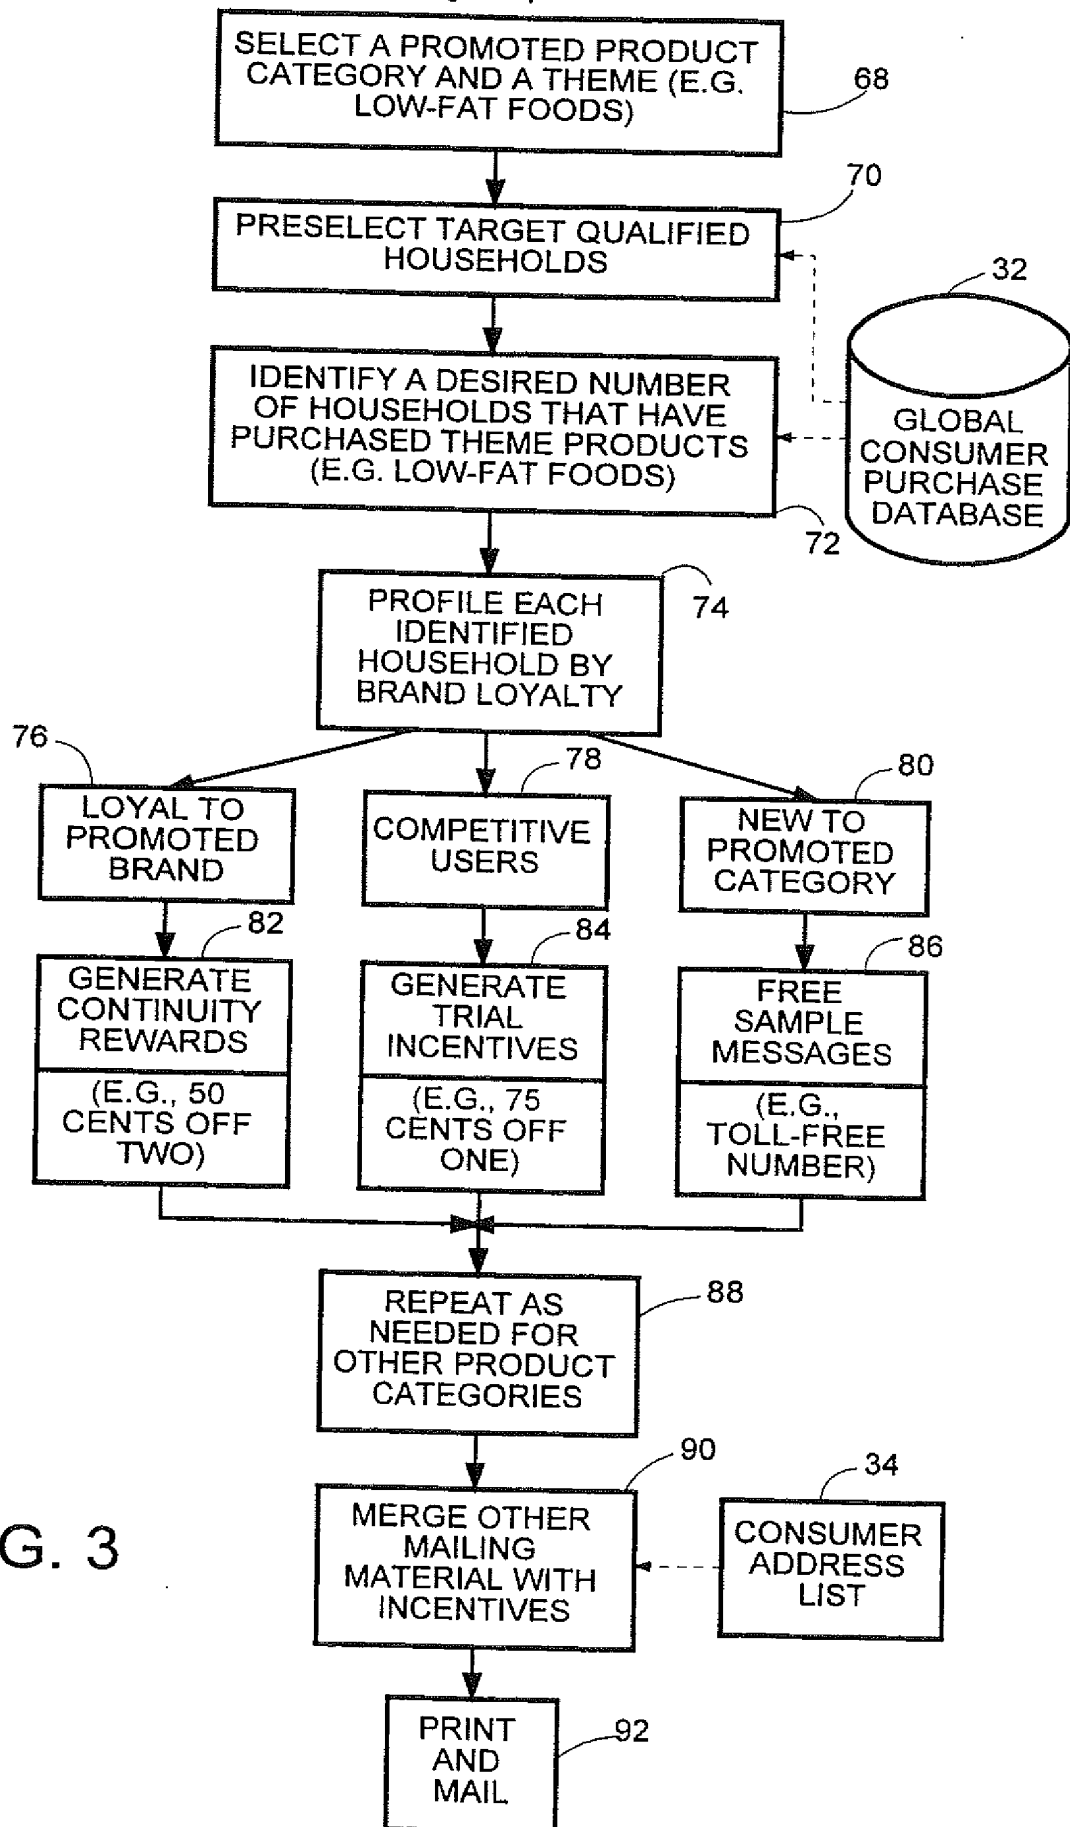 SELECT A PROMOTED PRODUCT
CATEGORY AND A THEME (E.G.
LOW-FAT FOODS)
68
70
PRESELECT TARGET QUALIFIED
HOUSEHOLDS
32
IDENTIFY A DESIRED NUMBER
OF HOUSEHOLDS THAT HAVE
PURCHASED THEME PRODUCTS
(E.G. LOW-FAT FOODS)
72
GLOBAL
CONSUMER
PURCHASE
DATABASE
PROFILE EACH
IDENTIFIED
HOUSEHOLD BY
BRAND LOYALTY
74
76
LOYAL TO
PROMOTED
BRAND
78
COMPETITIVE
USERS
80
NEW TO
PROMOTED
CATEGORY
82
GENERATE
CONTINUITY
REWARDS
(E.G., 50
CENTS OFF
TWO)
84
GENERATE
TRIAL
INCENTIVES
(E.G., 75
CENTS OFF
ONE)
86
FREE
SAMPLE
MESSAGES
(E.G.,
TOLL-FREE
NUMBER)
REPEAT AS
NEEDED FOR
OTHER PRODUCT
CATEGORIES
88
90
MERGE OTHER
MAILING
MATERIAL WITH
INCENTIVES
34
CONSUMER
ADDRESS
LIST
G. 3
PRINT
AND
MAIL
92